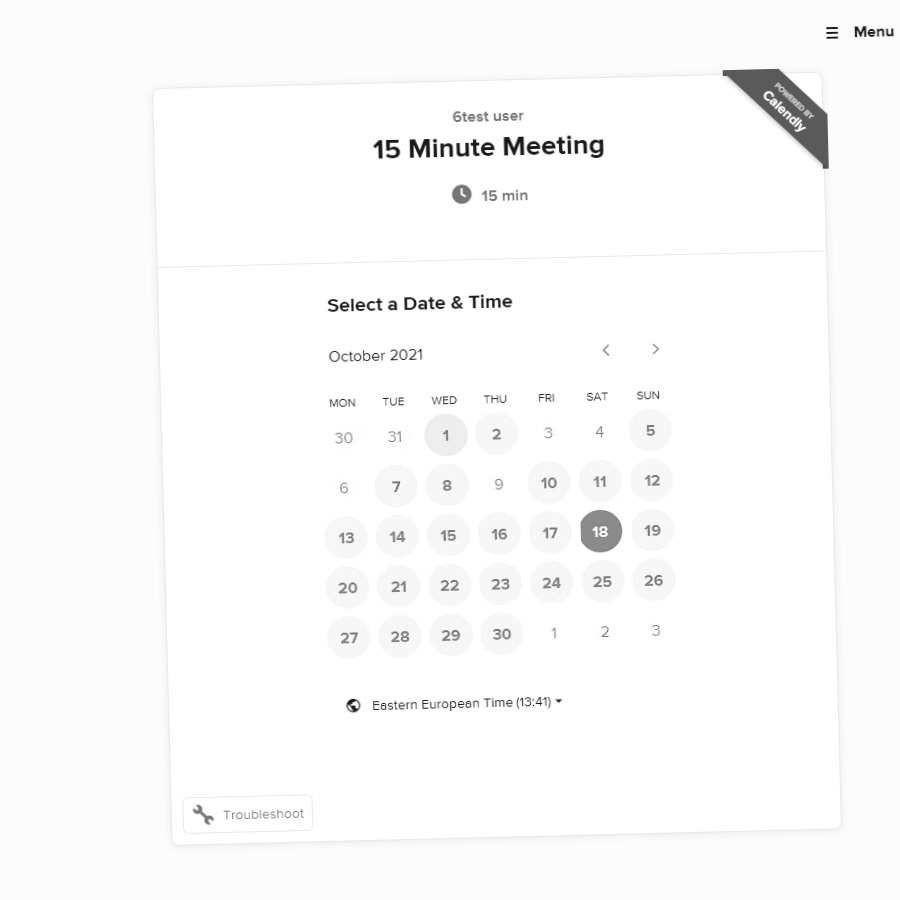 Menu
POWERED BY
Calendly
6test user
15 Minute Meeting
15 min
Select a Date & Time
October 2021
MON TUE WED THU FRI SAT SUN
30 31 1 2 3 4 5
6 7 8 9 10 11 12
13 14 15 16 17 18 19
20 21 22 23 24 25 26
27 28 29 30 1 2 3
Eastern European Time (13:41)
Troubleshoot